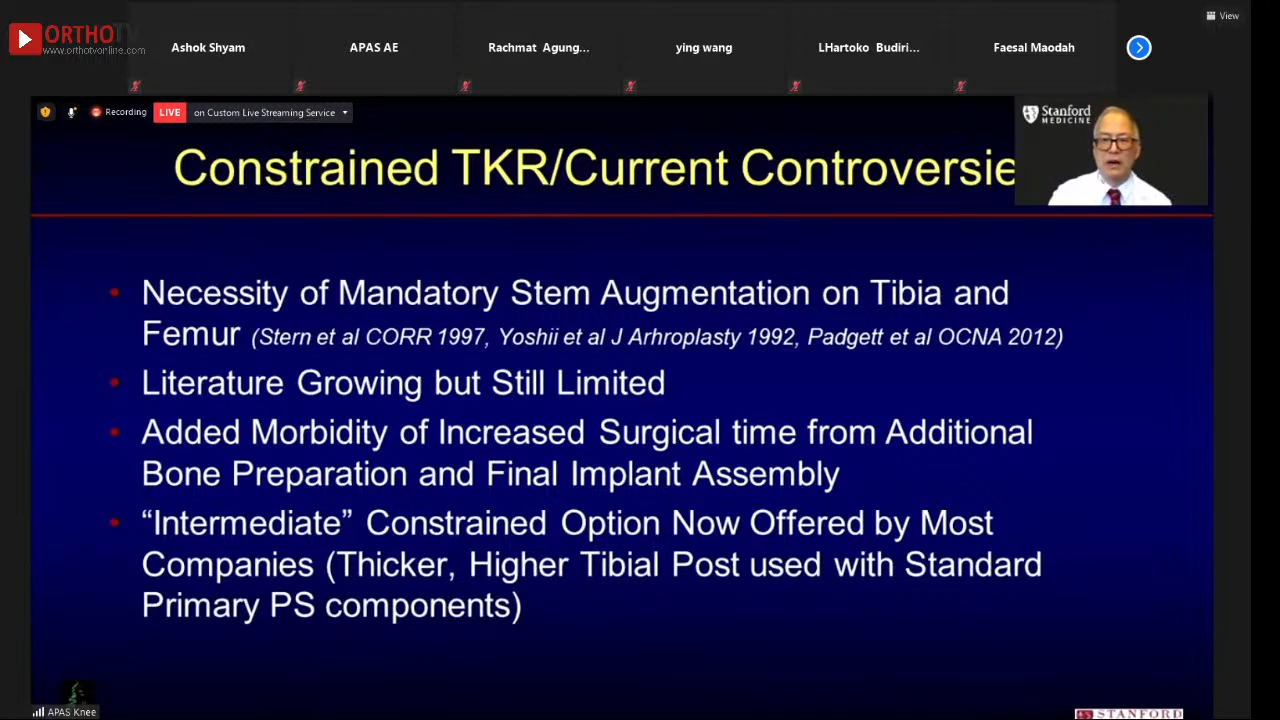 ORTHOTV
www.orthotvonline.com
Ashok Shyam
APAS AE
Rachmat Agung...
ying wang
LHartoko Budiri...
Faesal Maodah
View
Recording
LIVE
on Custom Live Streaming Service
Stanford
MEDICINE
Constrained TKR/Current Controversie
• Necessity of Mandatory Stem Augmentation on Tibia and
Femur (Stern et al CORR 1997, Yoshii et al J Arhroplasty 1992, Padgett et al OCNA 2012)
• Literature Growing but Still Limited
• Added Morbidity of Increased Surgical time from Additional
Bone Preparation and Final Implant Assembly
• “Intermediate” Constrained Option Now Offered by Most
Companies (Thicker, Higher Tibial Post used with Standard
Primary PS components)
APAS Knee
STANFORD